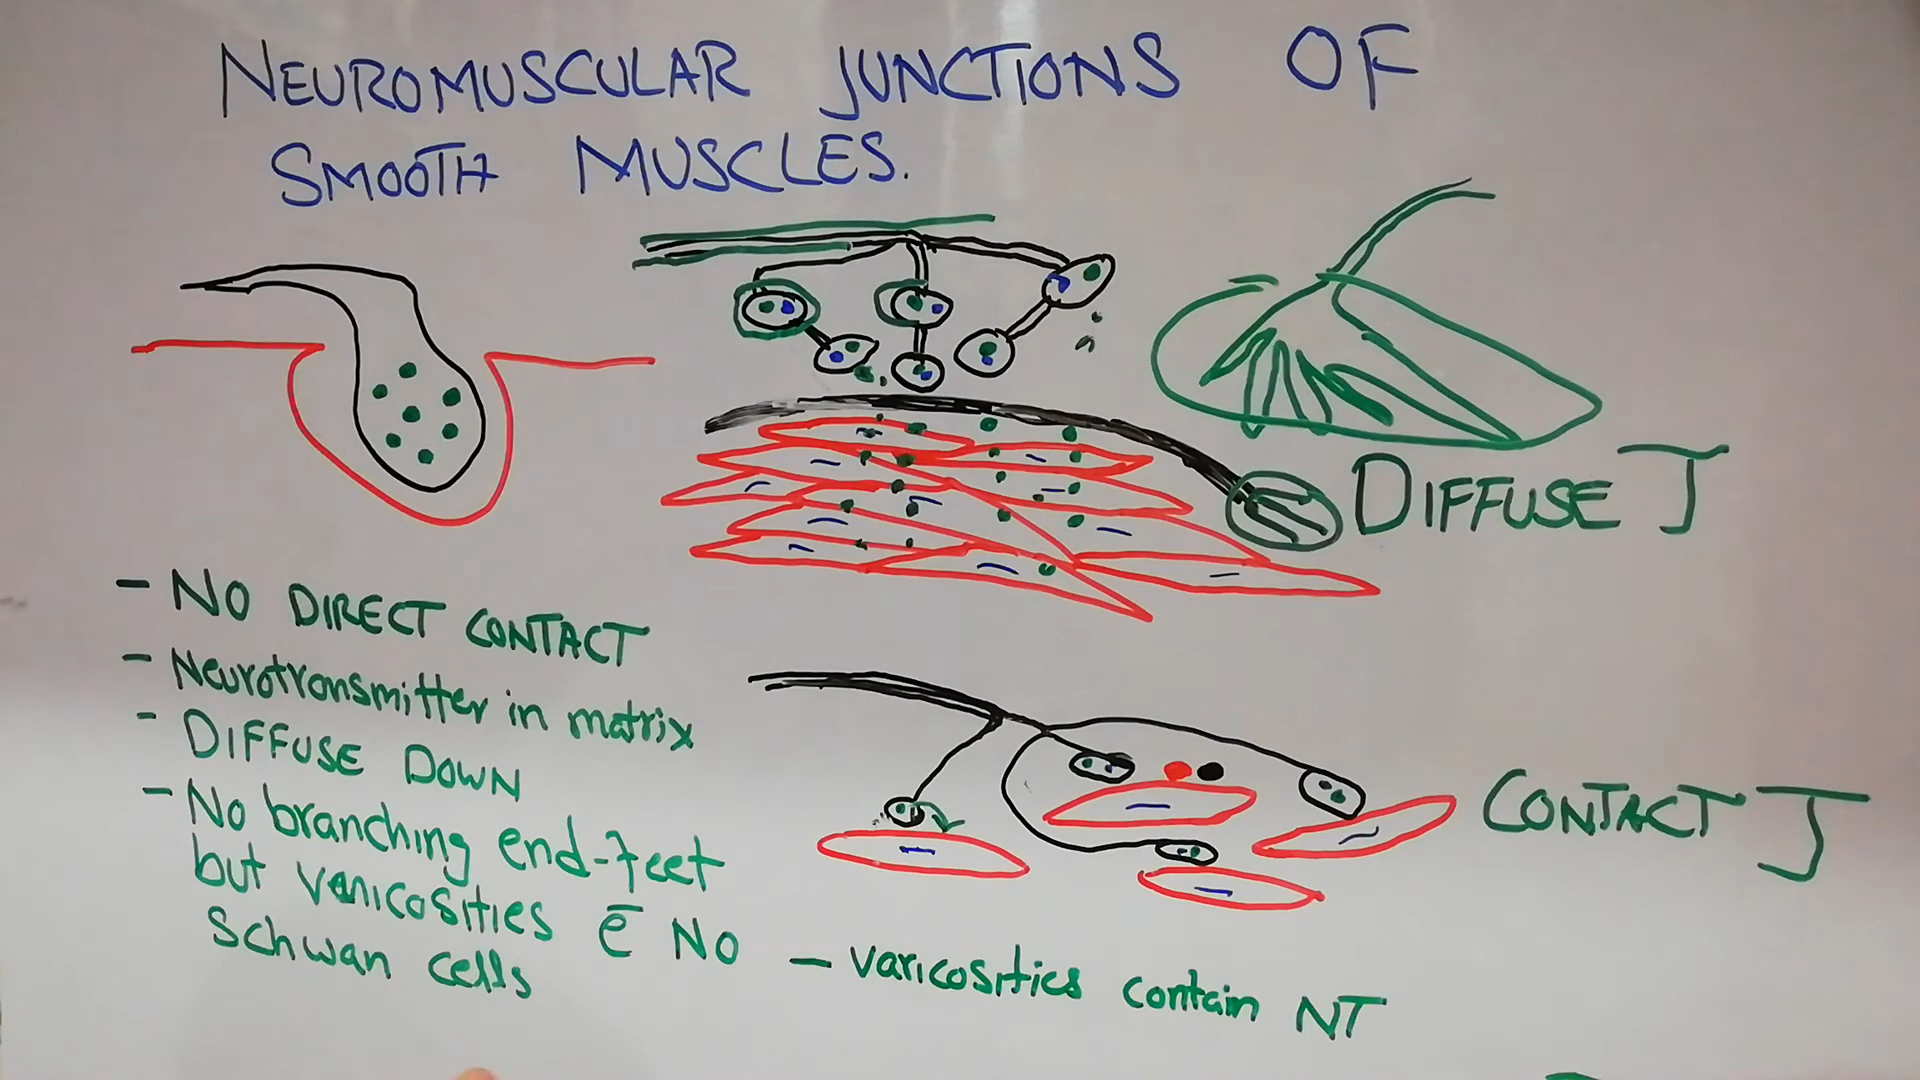 NEUROMUSCULAR JUNCTIONS OF
SMOOTH MUSCLES.
DIFFUSE J
- NO DIRECT CONTACT
- Neurotransmitter in matrix
- DIFFUSE DOWN
- No branching end-feet
but varicosities c̄ NO
Schwan cells
CONTACT J
- varicosities contain NT